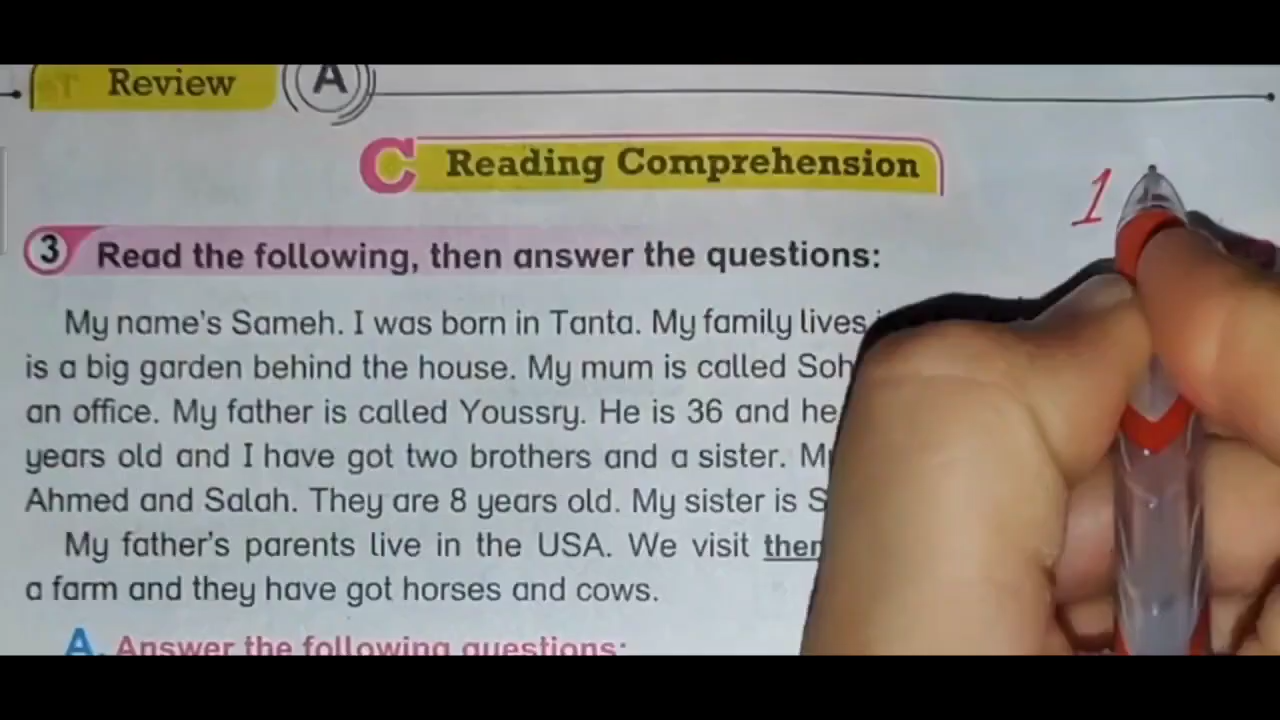 Review A
C Reading Comprehension
1
3 Read the following, then answer the questions:
My name's Sameh. I was born in Tanta. My family lives
is a big garden behind the house. My mum is called
an office. My father is called Youssry. He is 36 and he
years old and I have got two brothers and a sister.
Ahmed and Salah. They are 8 years old. My sister is
My father's parents live in the USA. We visit
a farm and they have got horses and cows.
A. Answer the following questions: